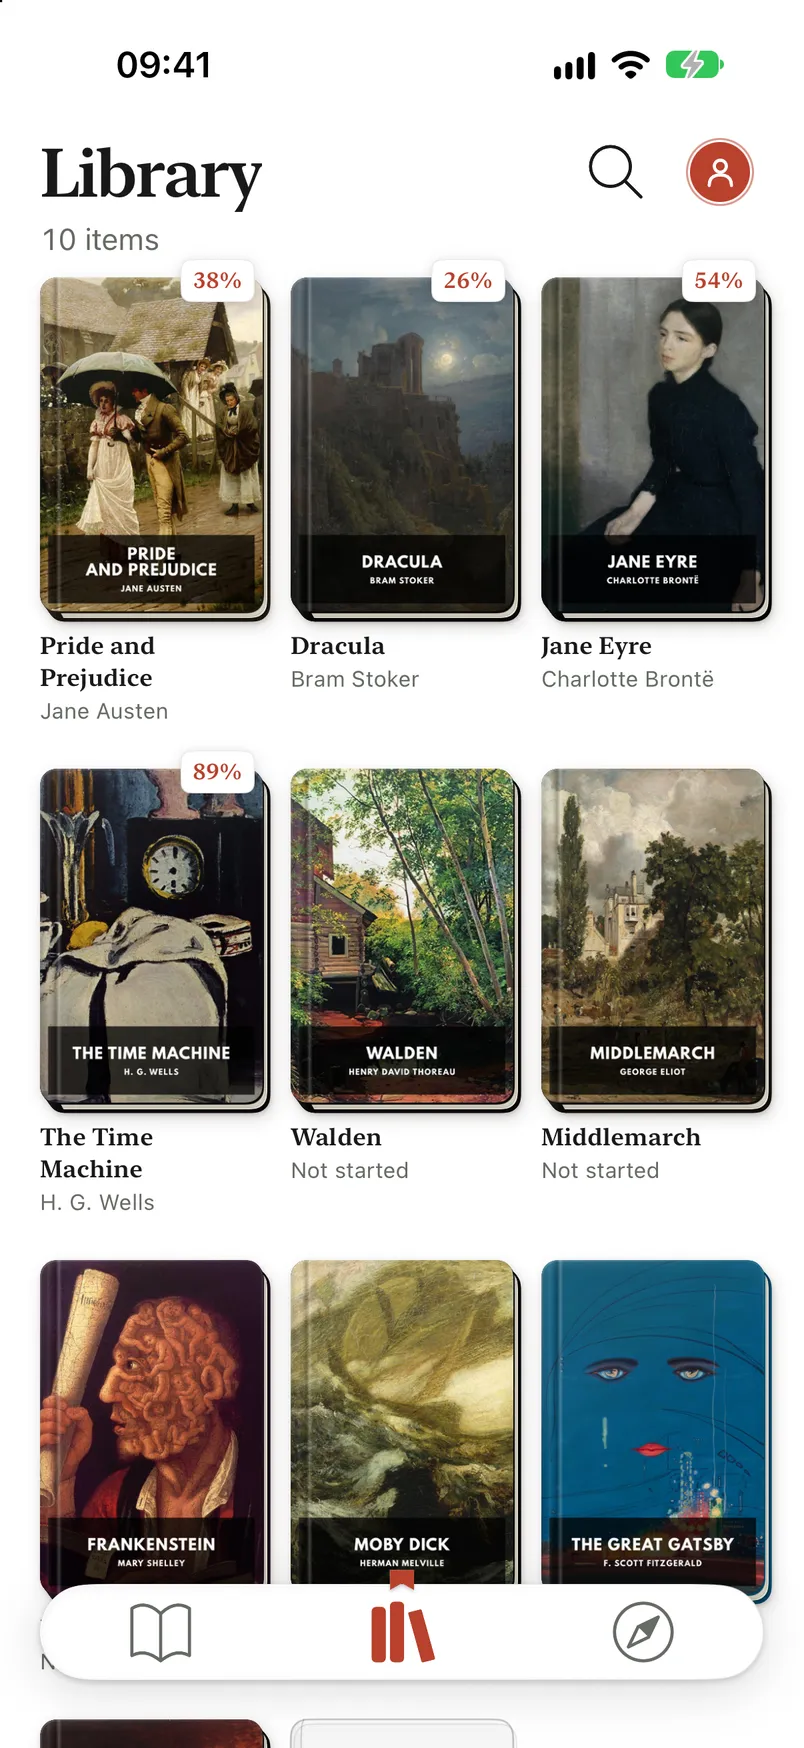 09:41
Library
10 items
38%
26%
54%
PRIDE
AND PREJUDICE
JANE AUSTEN
DRACULA
BRAM STOKER
JANE EYRE
CHARLOTTE BRONTË
Pride and
Prejudice
Jane Austen
Dracula
Bram Stoker
Jane Eyre
Charlotte Brontë
89%
THE TIME MACHINE
H. G. WELLS
WALDEN
HENRY DAVID THOREAU
MIDDLEMARCH
GEORGE ELIOT
The Time
Machine
H. G. Wells
Walden
Not started
Middlemarch
Not started
FRANKENSTEIN
MARY SHELLEY
MOBY DICK
HERMAN MELVILLE
THE GREAT GATSBY
F. SCOTT FITZGERALD